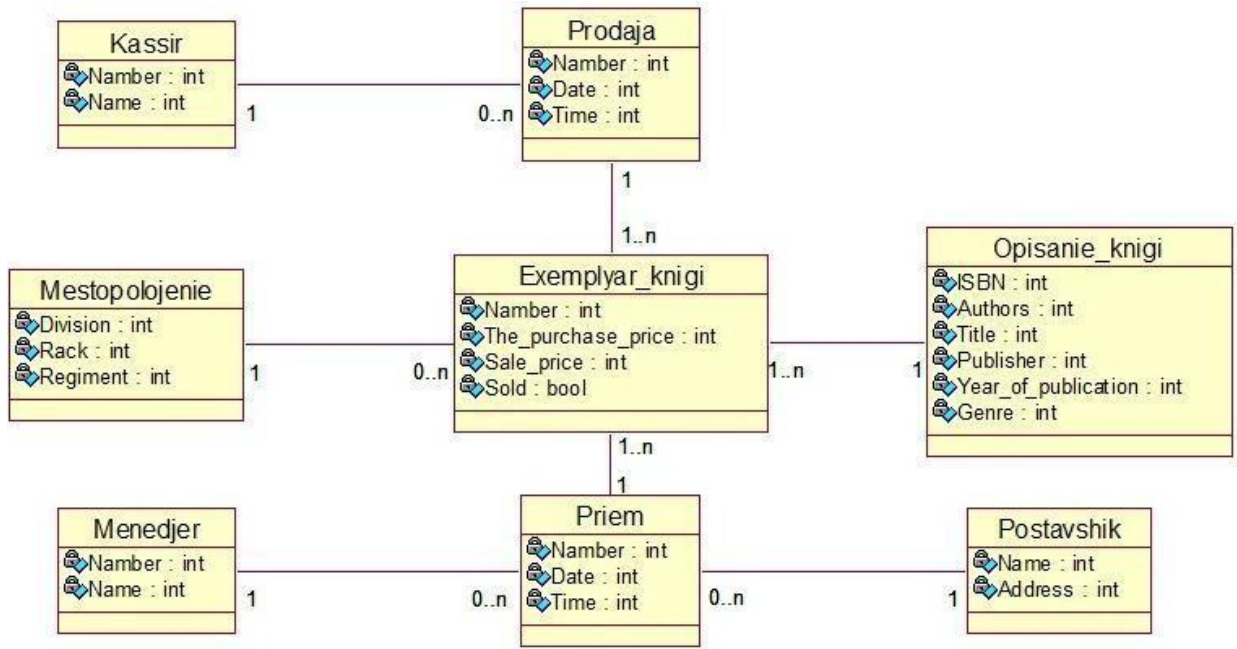 Kassir
Namber : int
Name : int
1
0..n
Prodaja
Namber : int
Date : int
Time : int
1
1..n
Mestopolojenie
Division : int
Rack : int
Regiment : int
1
0..n
Exemplyar_knigi
Namber : int
The_purchase_price : int
Sale_price : int
Sold : bool
1..n
1
Opisanie_knigi
ISBN : int
Authors : int
Title : int
Publisher : int
Year_of_publication : int
Genre : int
1..n
1
Menedjer
Namber : int
Name : int
1
0..n
Priem
Namber : int
Date : int
Time : int
0..n
1
Postavshik
Name : int
Address : int